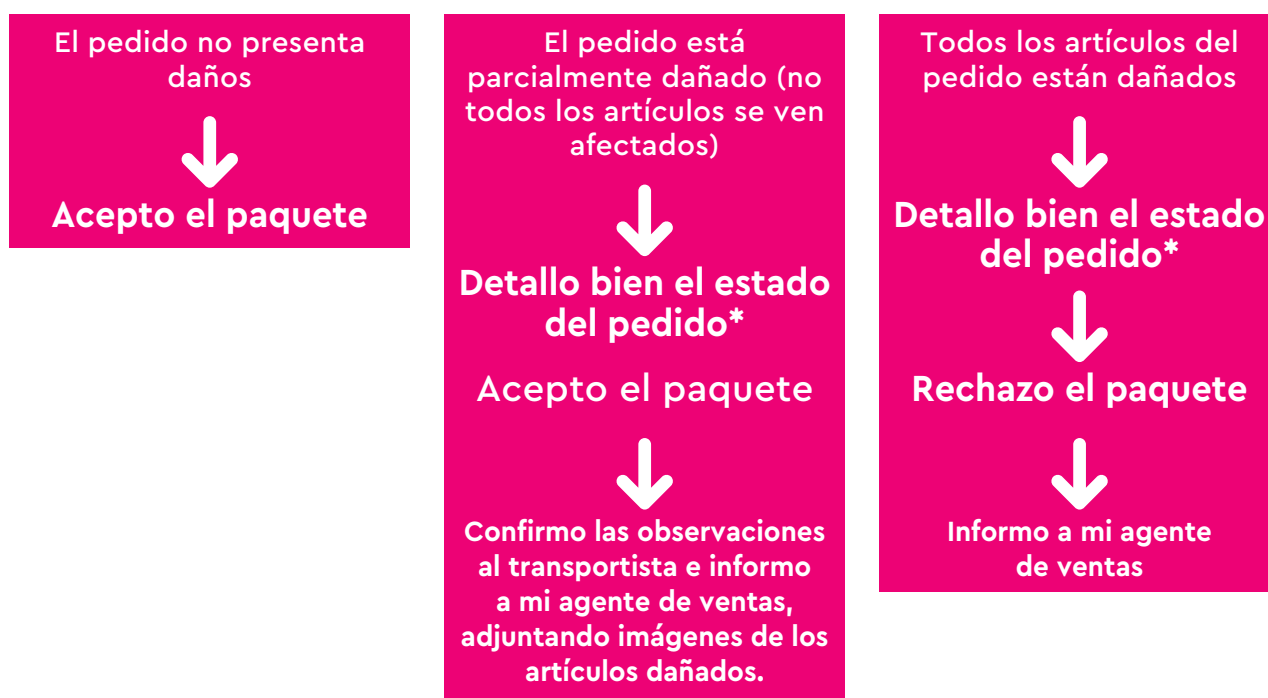 El pedido no presenta
daños
Acepto el paquete
El pedido está
parcialmente dañado (no
todos los artículos se ven
afectados)
Detallo bien el estado
del pedido*
Acepto el paquete
Confirmo las observaciones
al transportista e informo
a mi agente de ventas,
adjuntando imágenes de los
artículos dañados.
Todos los artículos del
pedido están dañados
Detallo bien el estado
del pedido*
Rechazo el paquete
Informo a mi agente
de ventas